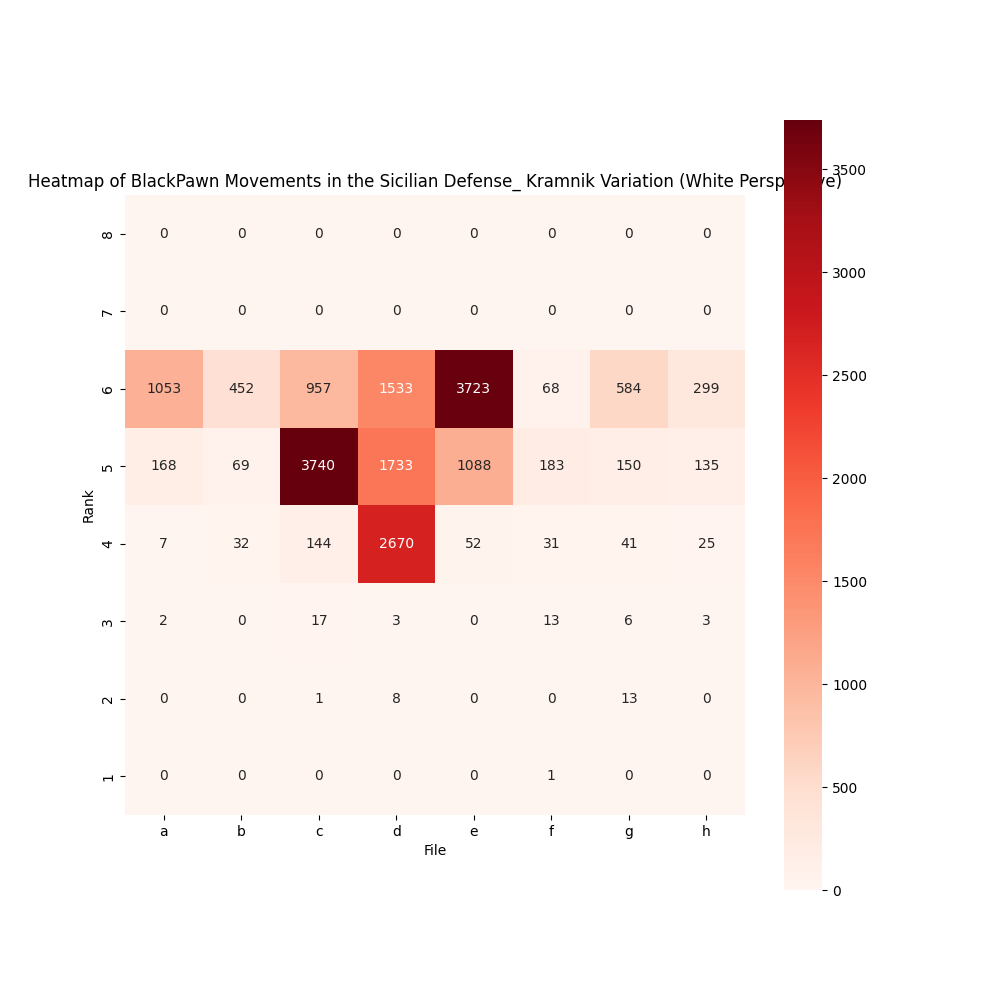 Heatmap of BlackPawn Movements in the Sicilian Defense_ Kramnik Variation (White Perspective)
8 0 0 0 0 0 0 0 0
7 0 0 0 0 0 0 0 0
6 1053 452 957 1533 3723 68 584 299
5 168 69 3740 1733 1088 183 150 135
Rank
4 7 32 144 2670 52 31 41 25
3 2 0 17 3 0 13 6 3
2 0 0 1 8 0 0 13 0
1 0 0 0 0 0 1 0 0
a b c d e f g h
File
3500
3000
2500
2000
1500
1000
500
0